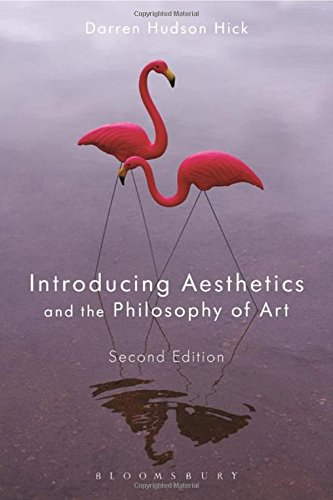 Darren Hudson Hick
Introducing Aesthetics
and the Philosophy of Art
Second Edition
BLOOMSBURY